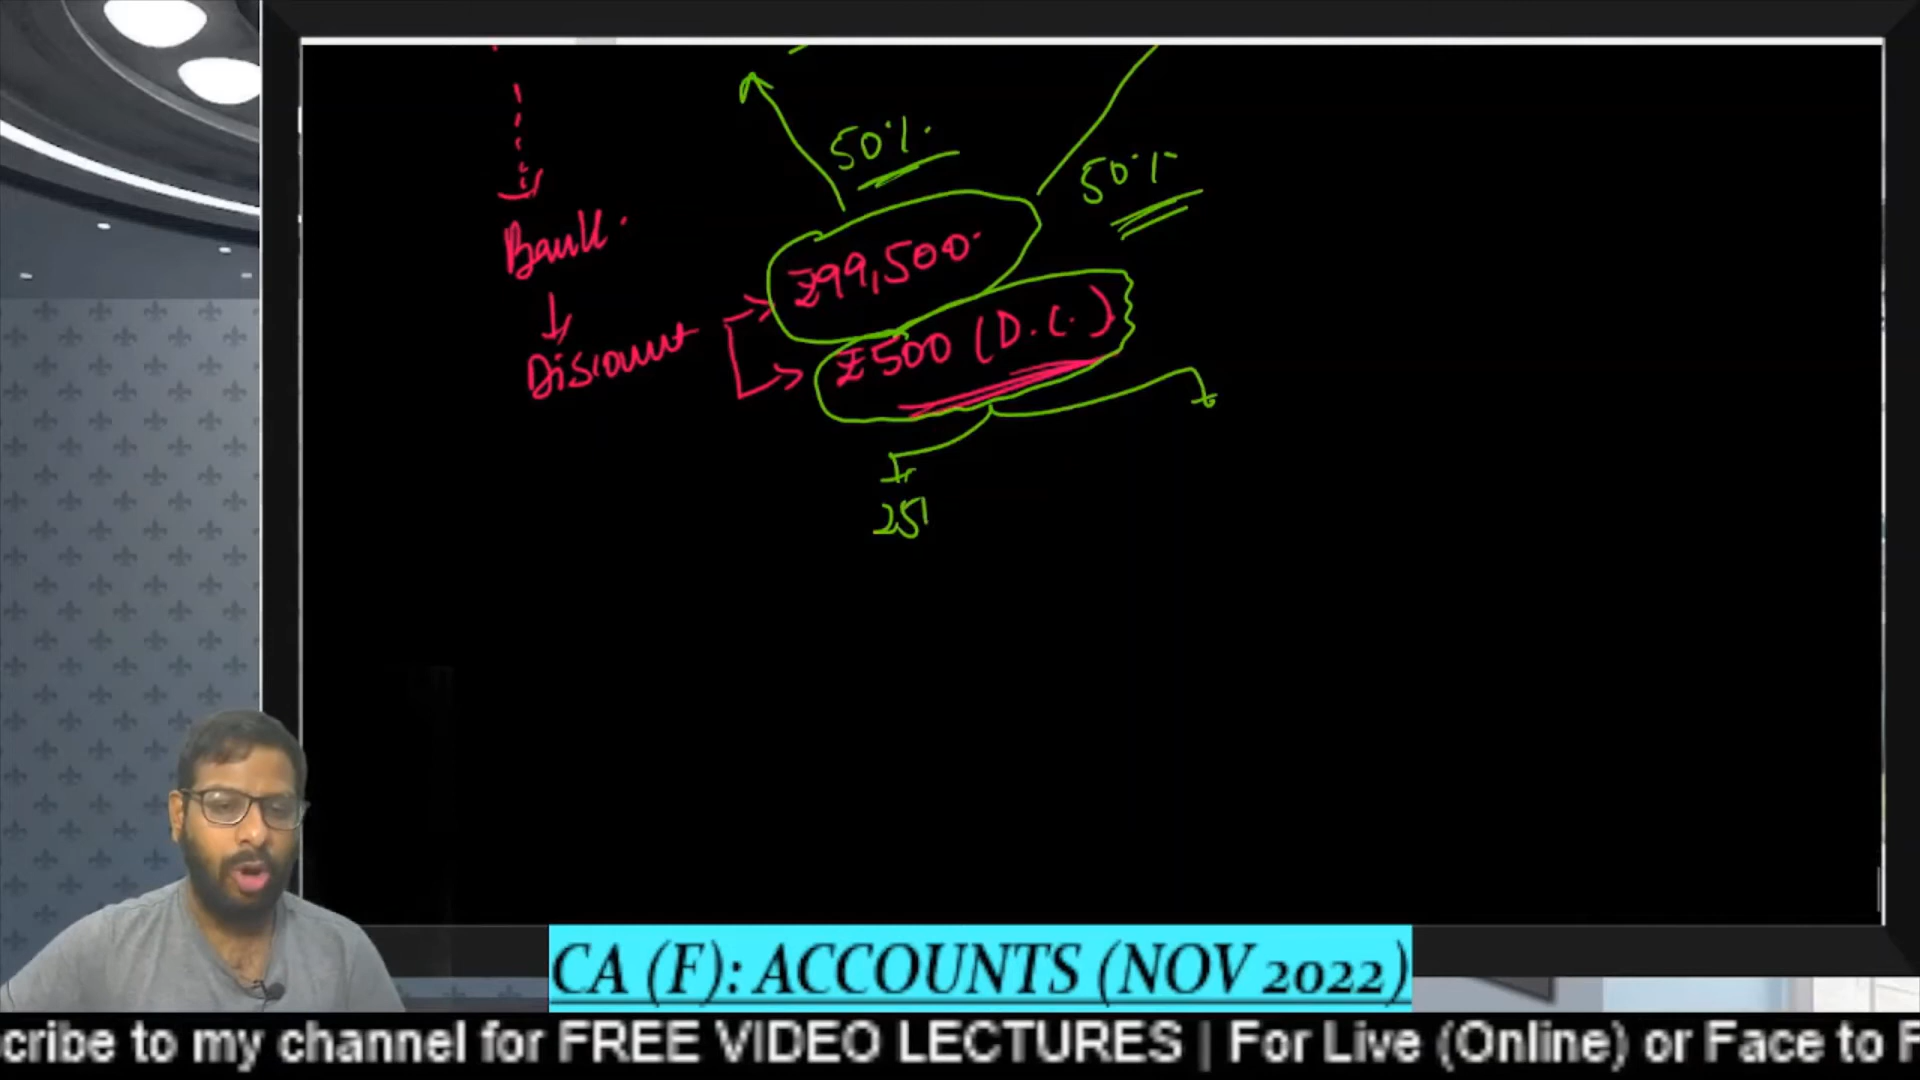 50%
50%
Bank.
₹99,500
Discount
₹500 (D.C.)
25
CA (F): ACCOUNTS (NOV 2022)
cribe to my channel for FREE VIDEO LECTURES | For Live (Online) or Face to F